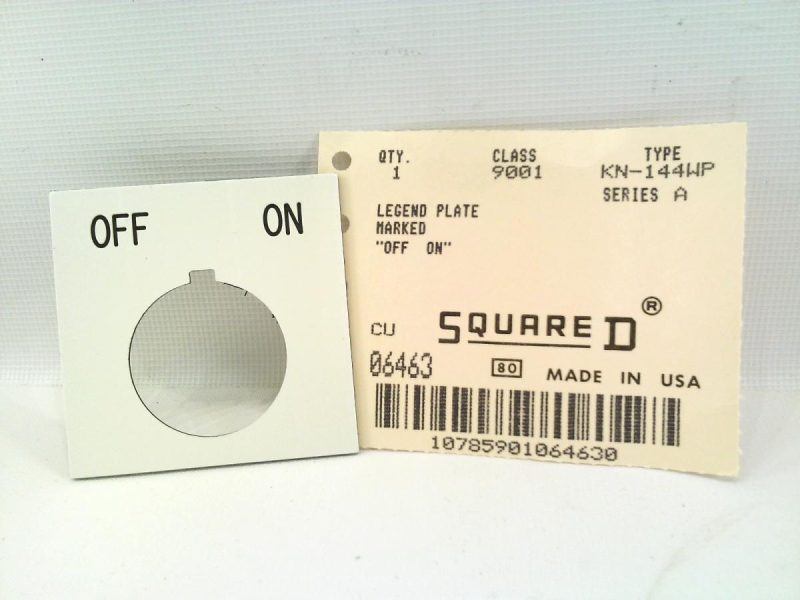 OFF ON
QTY. CLASS TYPE
1 9001 KN-144WP
SERIES A
LEGEND PLATE
MARKED
"OFF ON"
SQUARE D ®
CU
06463
80 MADE IN USA
10785901064630